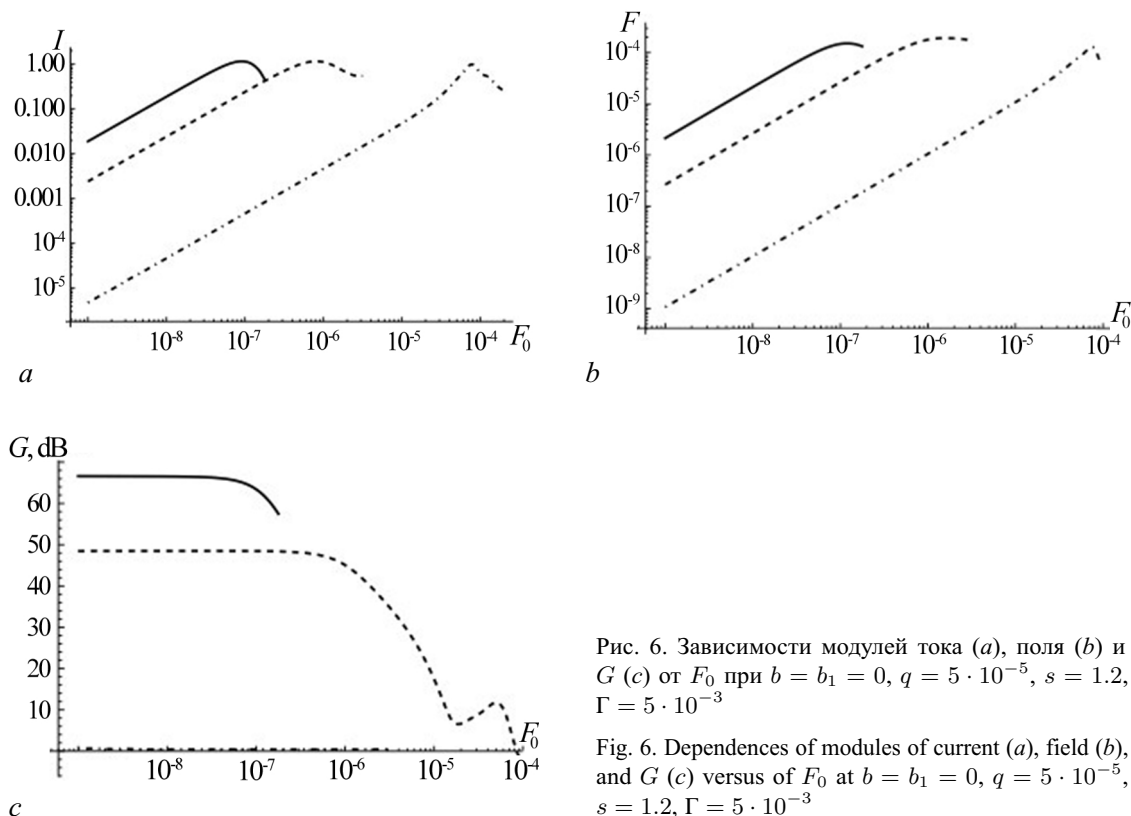 I
1.00
0.100
0.010
0.001
10⁻⁴
10⁻⁵
10⁻⁸ 10⁻⁷ 10⁻⁶ 10⁻⁵ 10⁻⁴ F₀
a
F
10⁻⁴
10⁻⁵
10⁻⁶
10⁻⁷
10⁻⁸
10⁻⁹
F₀
10⁻⁸ 10⁻⁷ 10⁻⁶ 10⁻⁵ 10⁻⁴
b
G, dB
60
50
40
30
20
10
F₀
10⁻⁸ 10⁻⁷ 10⁻⁶ 10⁻⁵ 10⁻⁴
c
Рис. 6. Зависимости модулей тока (a), поля (b) и
G (c) от F₀ при b = b₁ = 0, q = 5 · 10⁻⁵, s = 1.2,
Γ = 5 · 10⁻³
Fig. 6. Dependences of modules of current (a), field (b),
and G (c) versus of F₀ at b = b₁ = 0, q = 5 · 10⁻⁵,
s = 1.2, Γ = 5 · 10⁻³